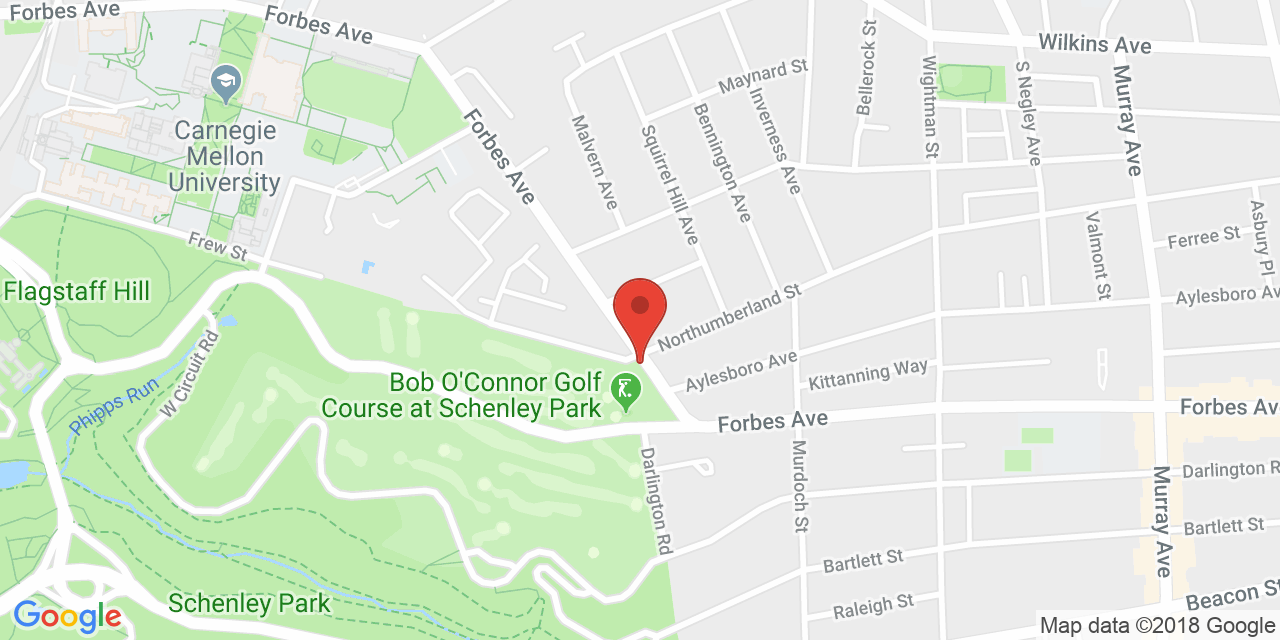 Forbes Ave
Forbes Ave
Wilkins Ave
Bellerock St
Maynard St
S Negley Ave
Wightman St
Murray Ave
Inverness Ave
Bennington Ave
Squirrel Hill Ave
Malvern Ave
Forbes Ave
Carnegie
Mellon
University
Frew St
Asbury Pl
Valmont St
Ferree St
Flagstaff Hill
Aylesboro Av
Northumberland St
W Circuit Rd
Phipps Run
Aylesboro Ave
Kittanning Way
Bob O'Connor Golf
Course at Schenley Park
Forbes Ave
Forbes Av
Darlington Rd
Murdoch St
Darlington R
Murray Ave
Bartlett St
Bartlett St
Raleigh St
Beacon St
Schenley Park
Google
Map data ©2018 Google